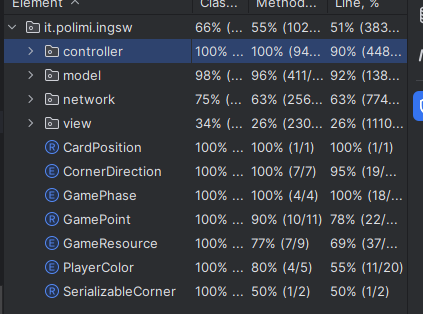 Element Clas... Method... Line, %
it.polimi.ingsw 66% (... 55% (102... 51% (383...
controller 100% ... 100% (94... 90% (448...
model 98% (... 96% (411/... 92% (138...
network 75% (... 63% (256... 63% (774...
view 34% (... 26% (230... 26% (1110...
R CardPosition 100% ... 100% (1/1) 100% (1/1)
E CornerDirection 100% ... 100% (7/7) 95% (19/...
E GamePhase 100% ... 100% (4/4) 100% (18/...
R GamePoint 100% ... 90% (10/11) 78% (22/...
E GameResource 100% ... 77% (7/9) 69% (37/...
E PlayerColor 100% ... 80% (4/5) 55% (11/20)
R SerializableCorner 100% ... 50% (1/2) 50% (1/2)